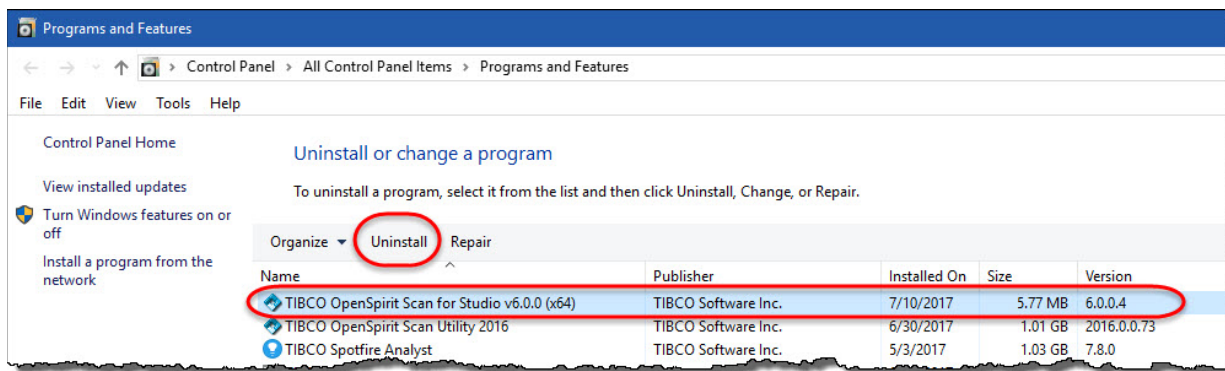 Programs and Features
Control Panel > All Control Panel Items > Programs and Features
File Edit View Tools Help
Control Panel Home
View installed updates
Turn Windows features on or
off
Install a program from the
network
Uninstall or change a program
To uninstall a program, select it from the list and then click Uninstall, Change, or Repair.
Organize Uninstall Repair
Name Publisher Installed On Size Version
TIBCO OpenSpirit Scan for Studio v6.0.0 (x64) TIBCO Software Inc. 7/10/2017 5.77 MB 6.0.0.4
TIBCO OpenSpirit Scan Utility 2016 TIBCO Software Inc. 6/30/2017 1.01 GB 2016.0.0.73
TIBCO Spotfire Analyst TIBCO Software Inc. 5/3/2017 1.03 GB 7.8.0